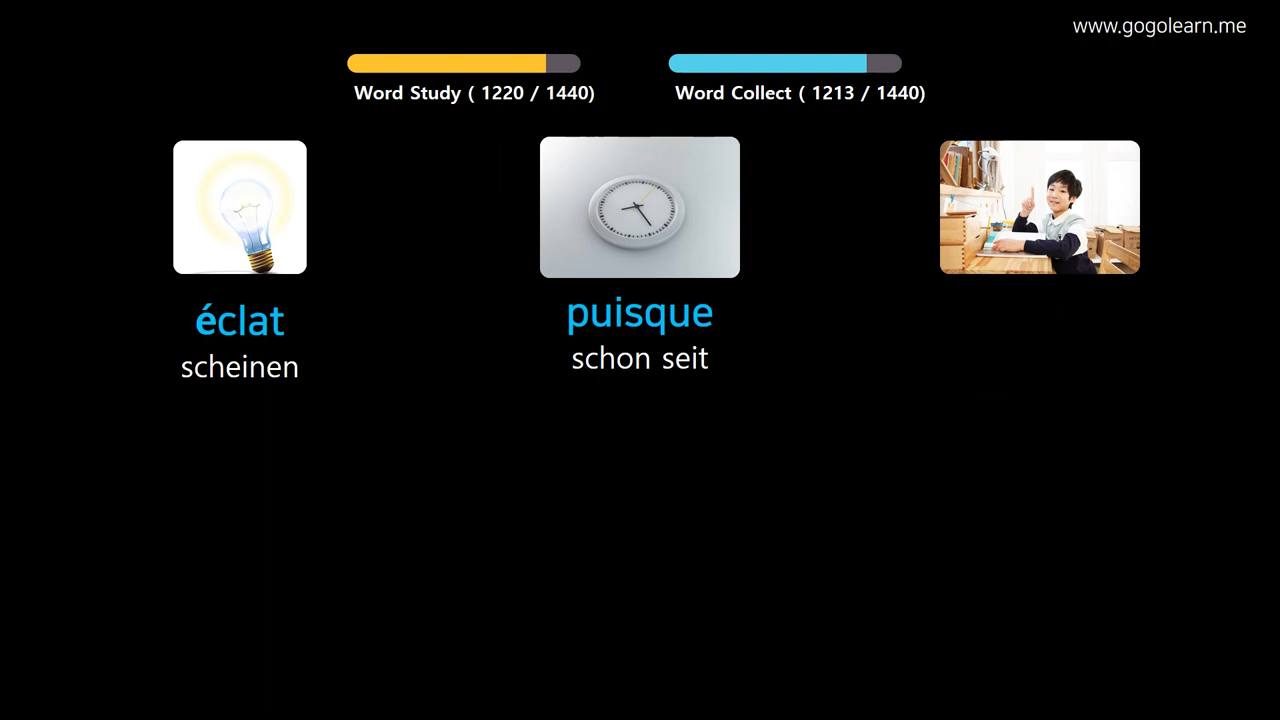 www.gogolearn.me
Word Study ( 1220 / 1440)
Word Collect ( 1213 / 1440)
éclat
scheinen
puisque
schon seit